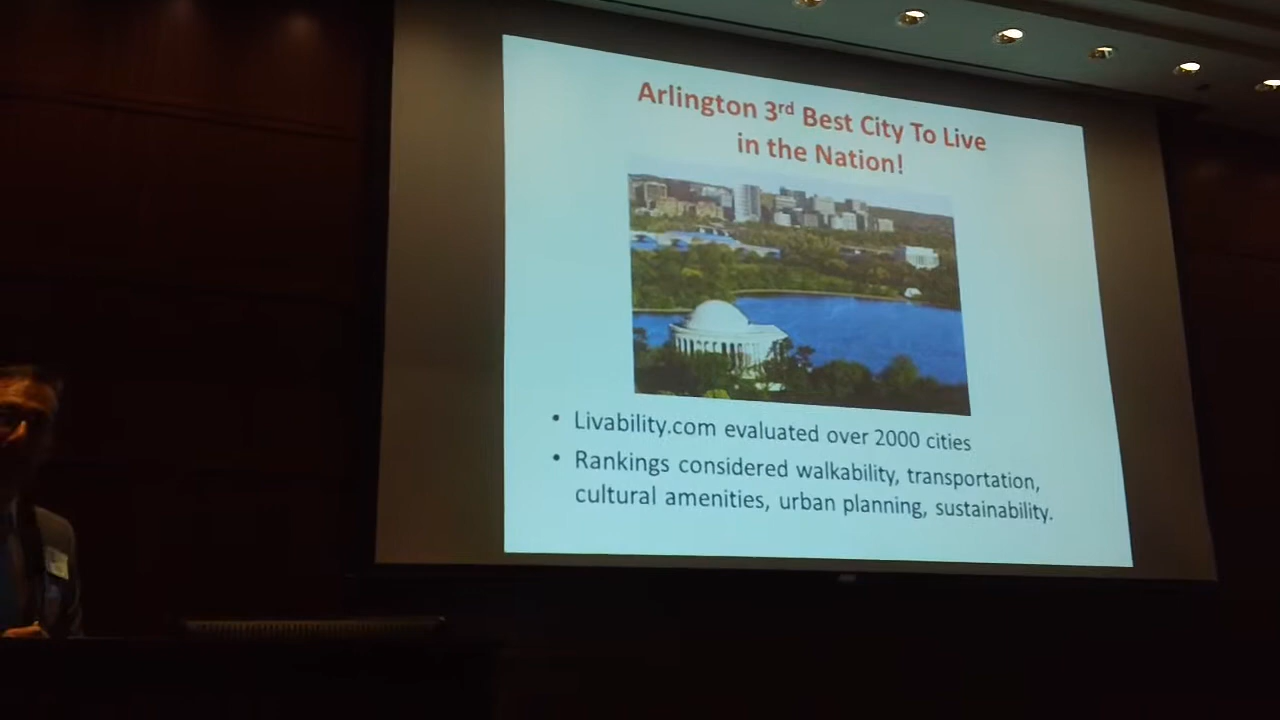 Arlington 3rd Best City To Live
in the Nation!
• Livability.com evaluated over 2000 cities
• Rankings considered walkability, transportation,
cultural amenities, urban planning, sustainability.